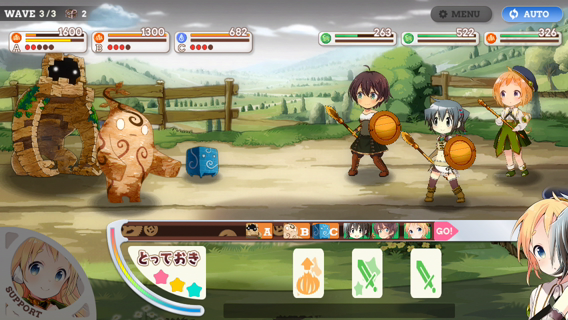 WAVE 3/3 2
MENU
AUTO
1600
A
1300
B
682
C
263
522
326
A B C GO!
とっておき
SUPPORT